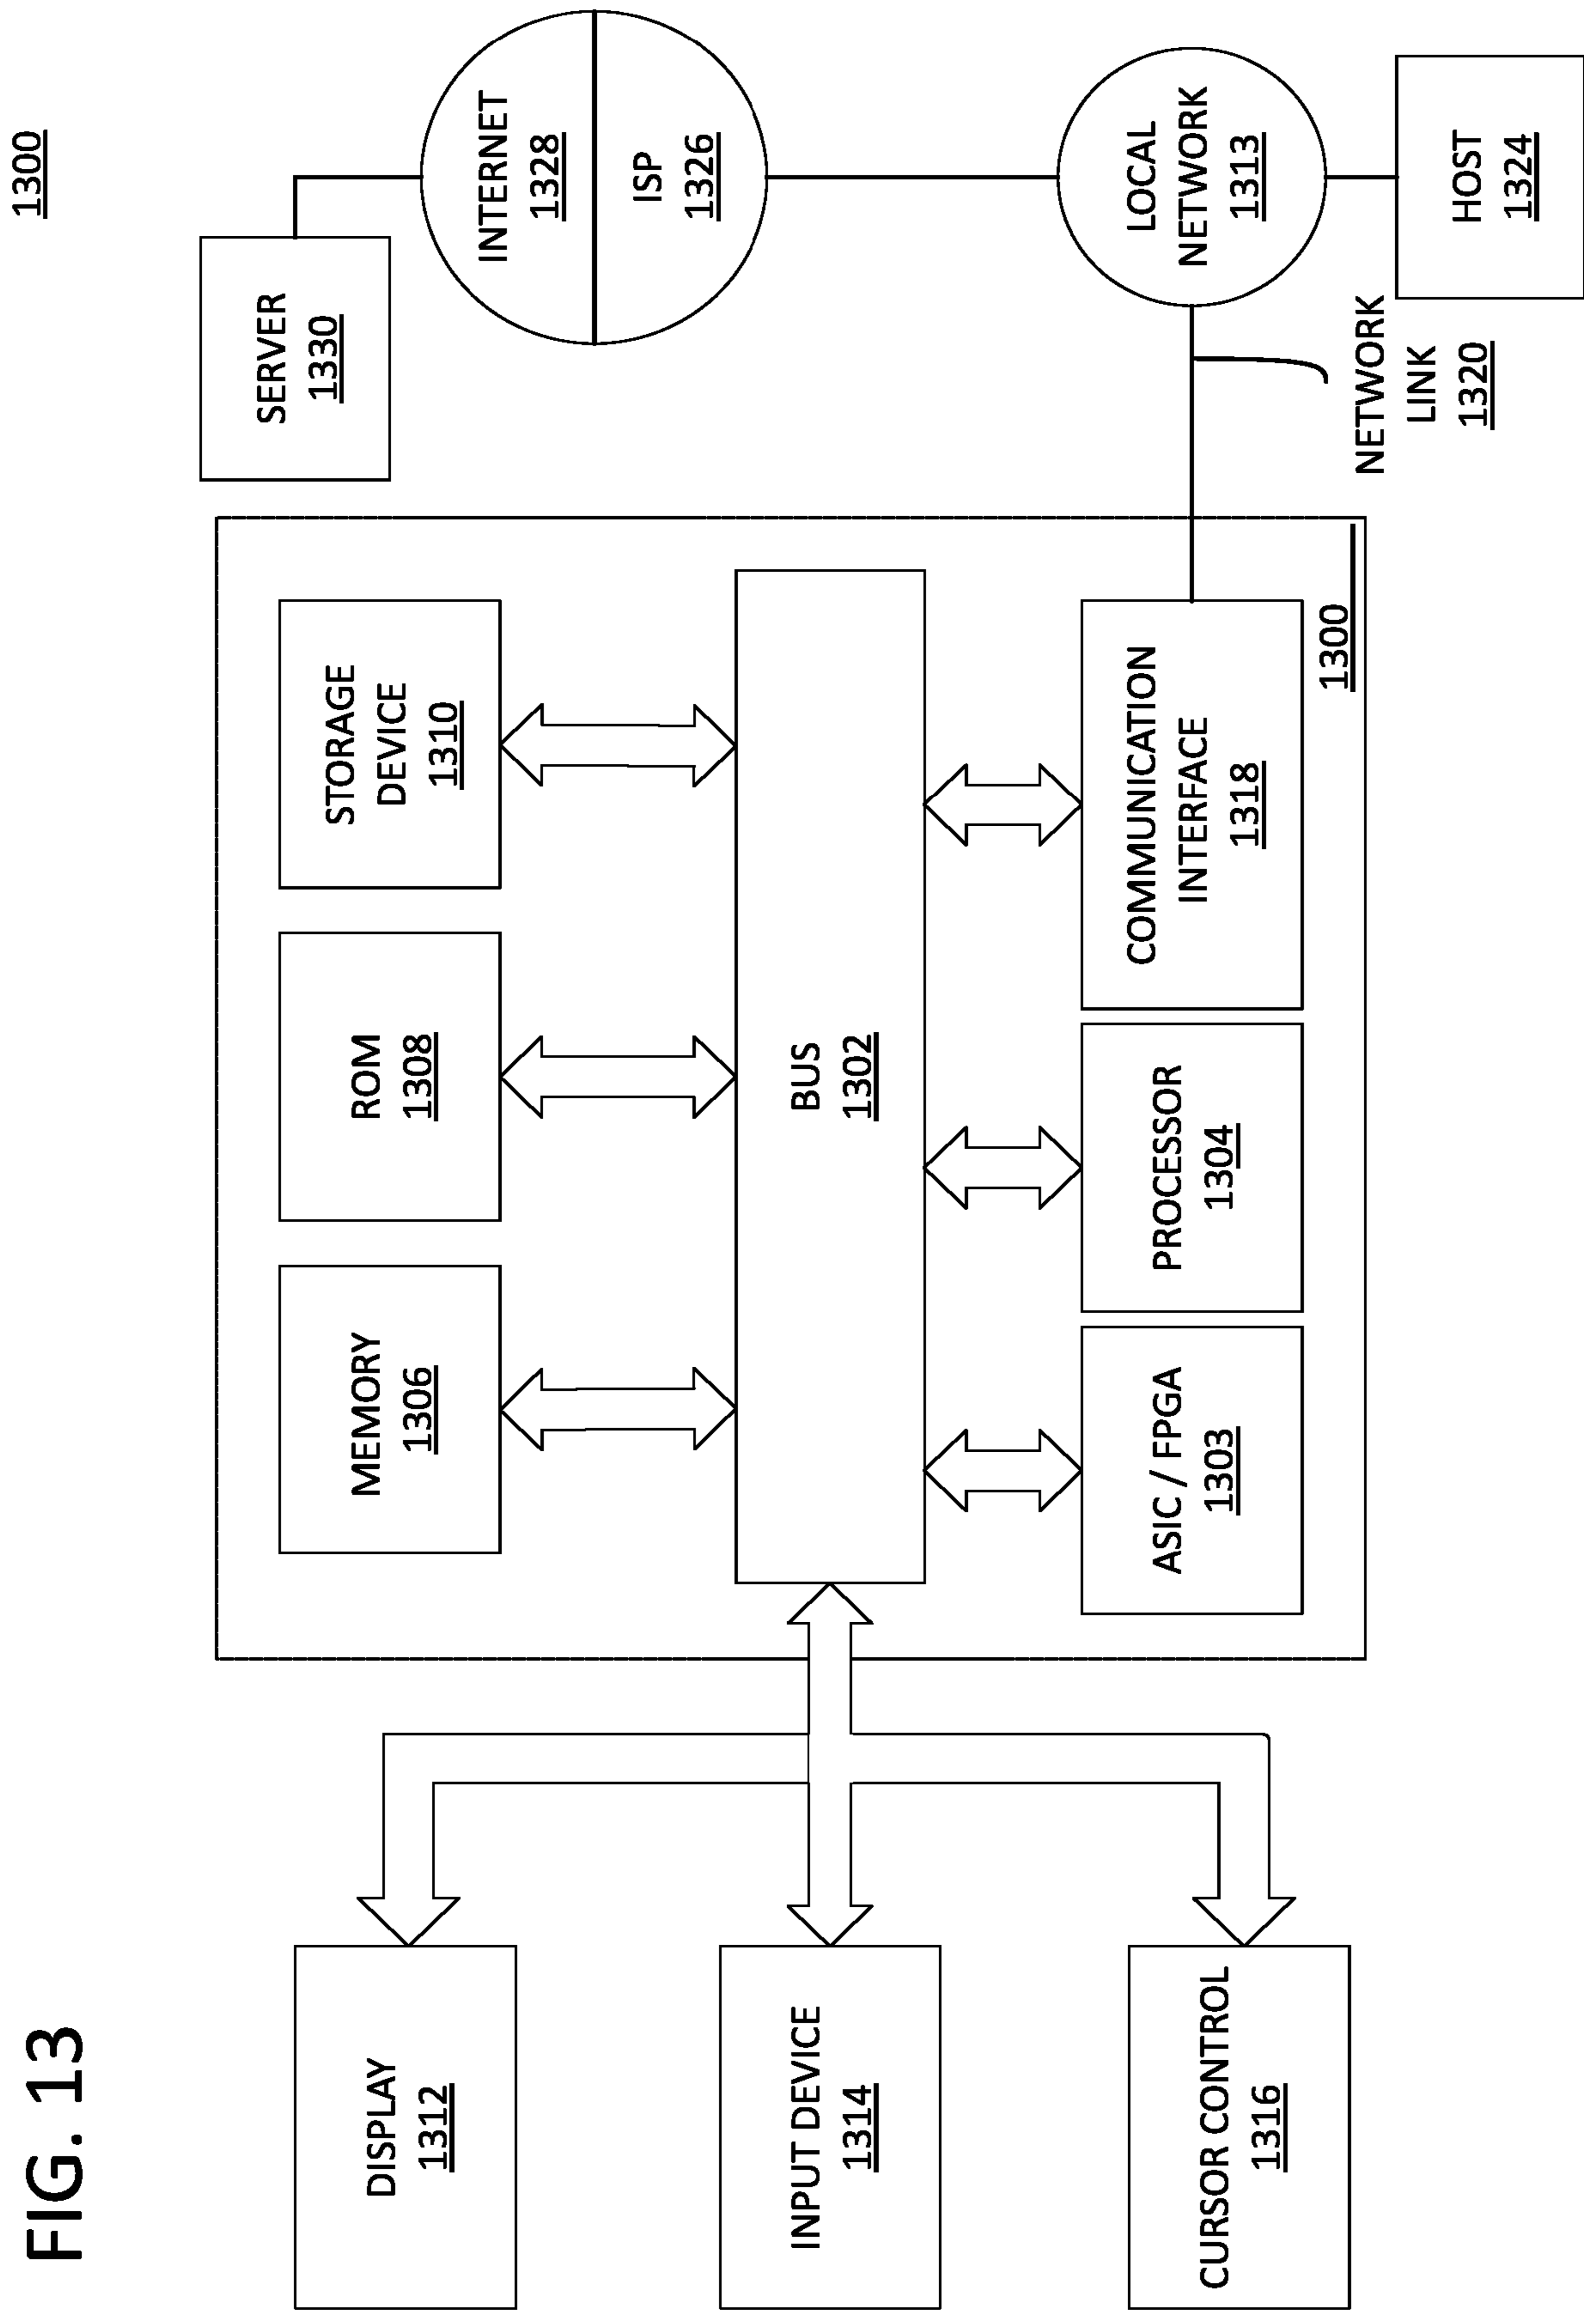 FIG. 13
1300
DISPLAY
1312
INPUT DEVICE
1314
CURSOR CONTROL
1316
MEMORY
1306
ROM
1308
STORAGE
DEVICE
1310
BUS
1302
ASIC / FPGA
1303
PROCESSOR
1304
COMMUNICATION
INTERFACE
1318
1300
SERVER
1330
INTERNET
1328
ISP
1326
LOCAL
NETWORK
1313
NETWORK
LINK
1320
HOST
1324